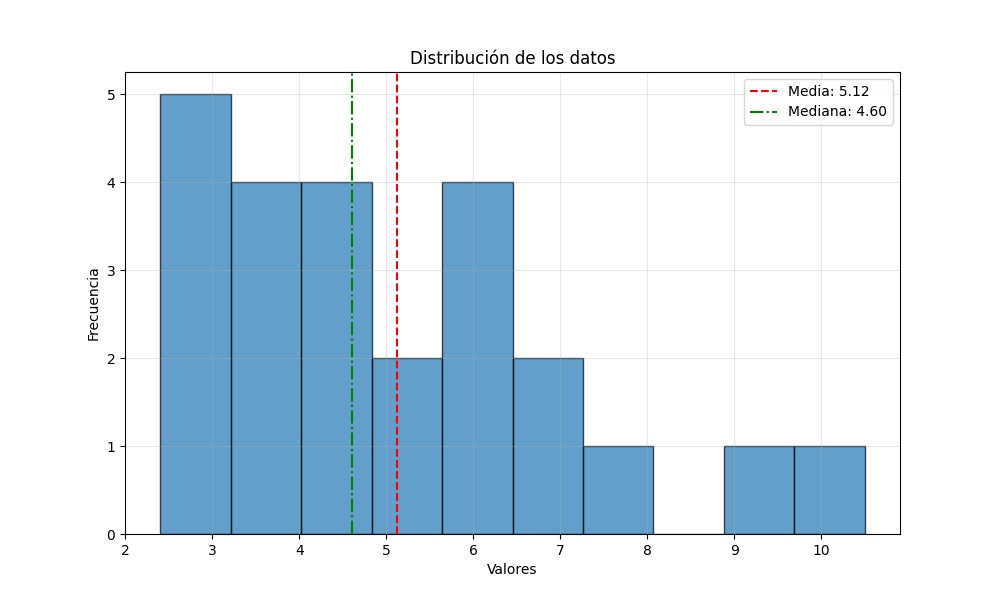 Distribución de los datos
Media: 5.12
Mediana: 4.60
Frecuencia
5
4
3
2
1
0
2 3 4 5 6 7 8 9 10
Valores